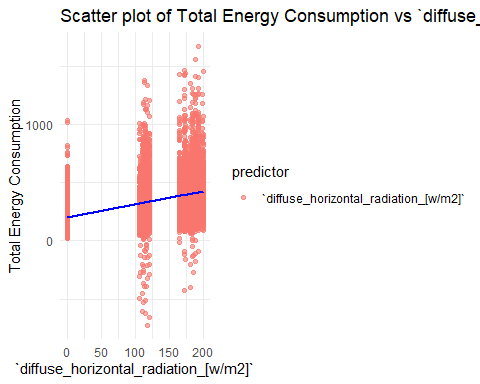 Scatter plot of Total Energy Consumption vs `diffuse_
Total Energy Consumption
1000
0
0 50 100 150 200
`diffuse_horizontal_radiation_[w/m2]`
predictor
`diffuse_horizontal_radiation_[w/m2]`